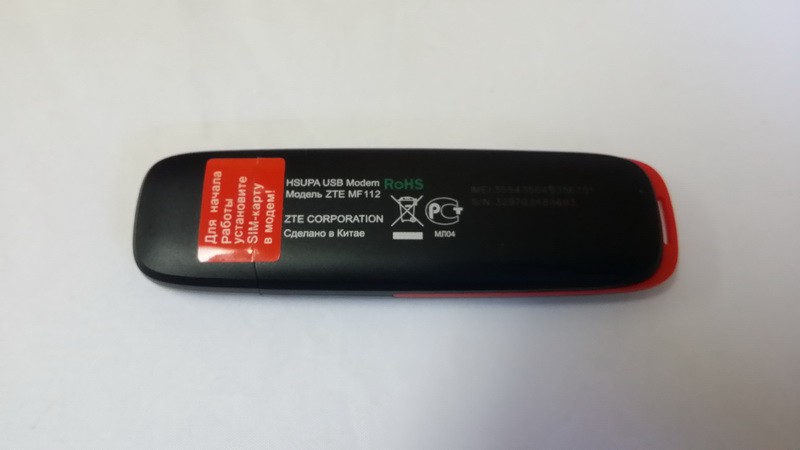 Для начала
Работы
установите
SIM-карту
в модем!
HSUPA USB Modem RoHS
Модель ZTE MF112
ZTE CORPORATION
Сделано в Китае
МЛ04